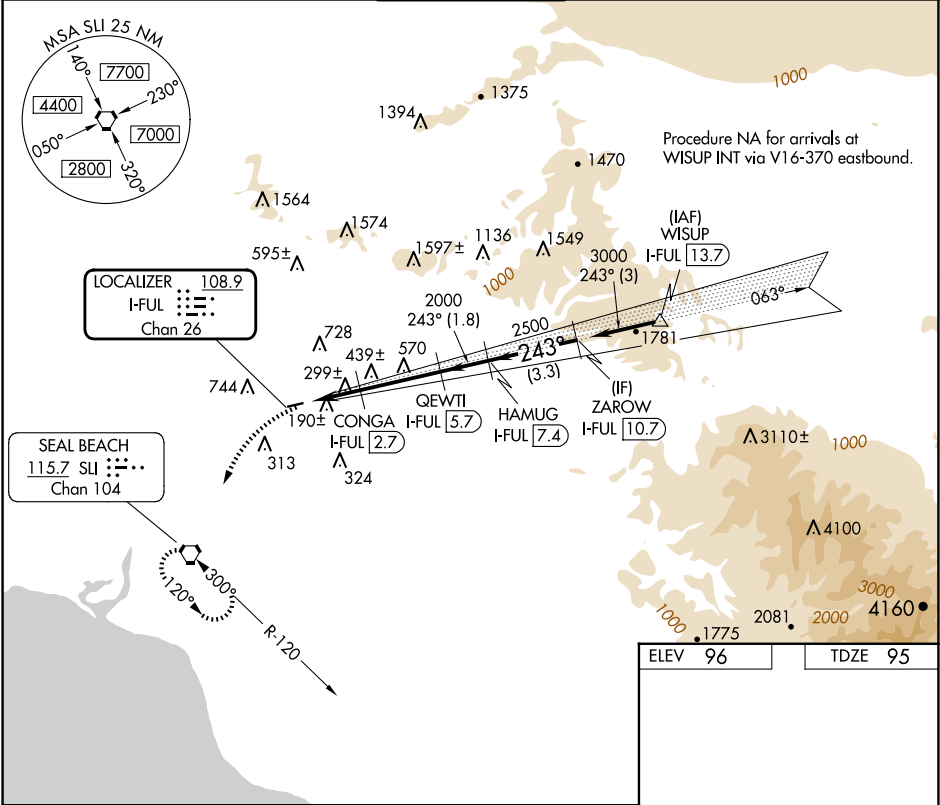 MSA SLI 25 NM
140°
7700
230°
4400
7000
050°
2800
320°
1000
1394
1375
Procedure NA for arrivals at
WISUP INT via V16-370 eastbound.
1470
1564
1574
595±
1597±
1136
1549
1000
(IAF)
WISUP
I-FUL 13.7
3000
243° (3)
063°
LOCALIZER 108.9
I-FUL
Chan 26
2000
243° (1.8)
2500
243°
(3.3)
1781
728
439±
570
299±
744
190±
CONGA
I-FUL 2.7
QEWTI
I-FUL 5.7
HAMUG
I-FUL 7.4
(IF)
ZAROW
I-FUL 10.7
313
324
SEAL BEACH
115.7 SLI
Chan 104
3110±
1000
4100
300°
120°
R-120
3000
4160
1000
2081
2000
1775
ELEV 96
TDZE 95